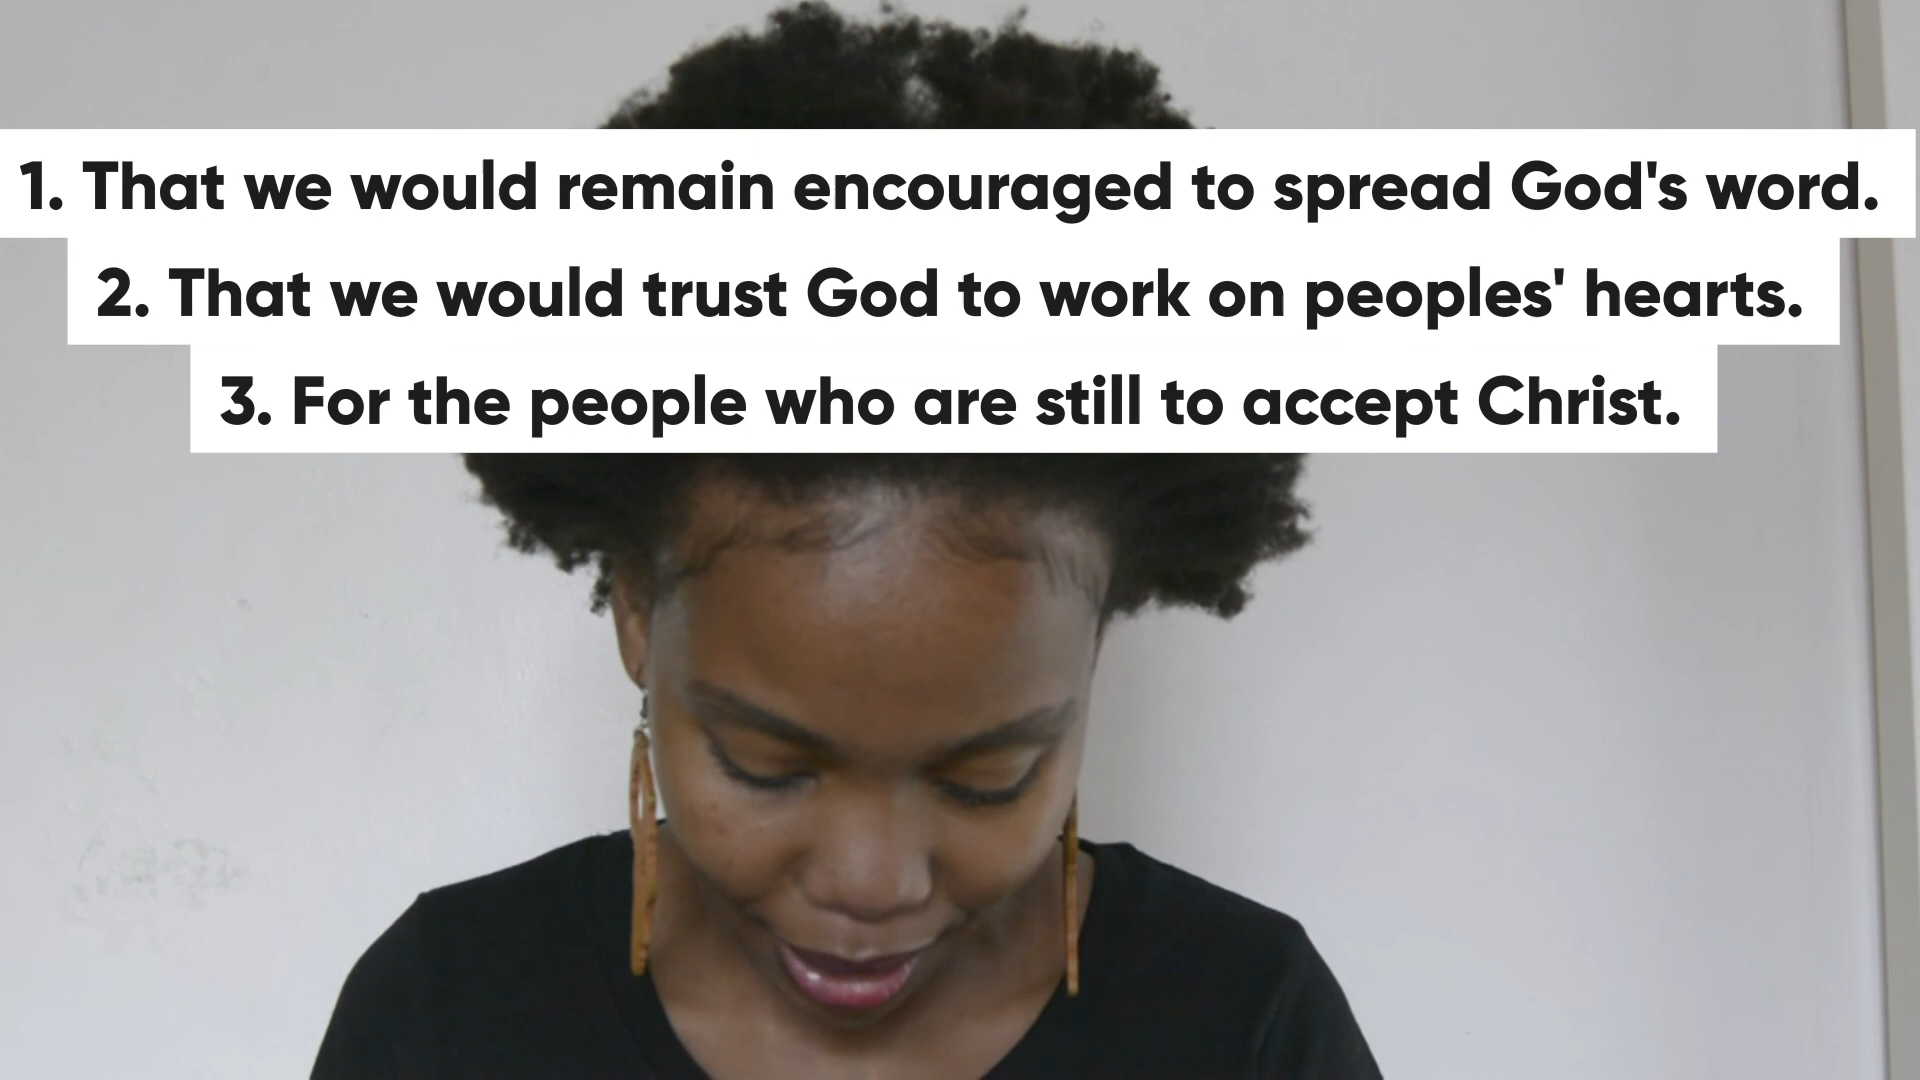 1. That we would remain encouraged to spread God's word.
2. That we would trust God to work on peoples' hearts.
3. For the people who are still to accept Christ.